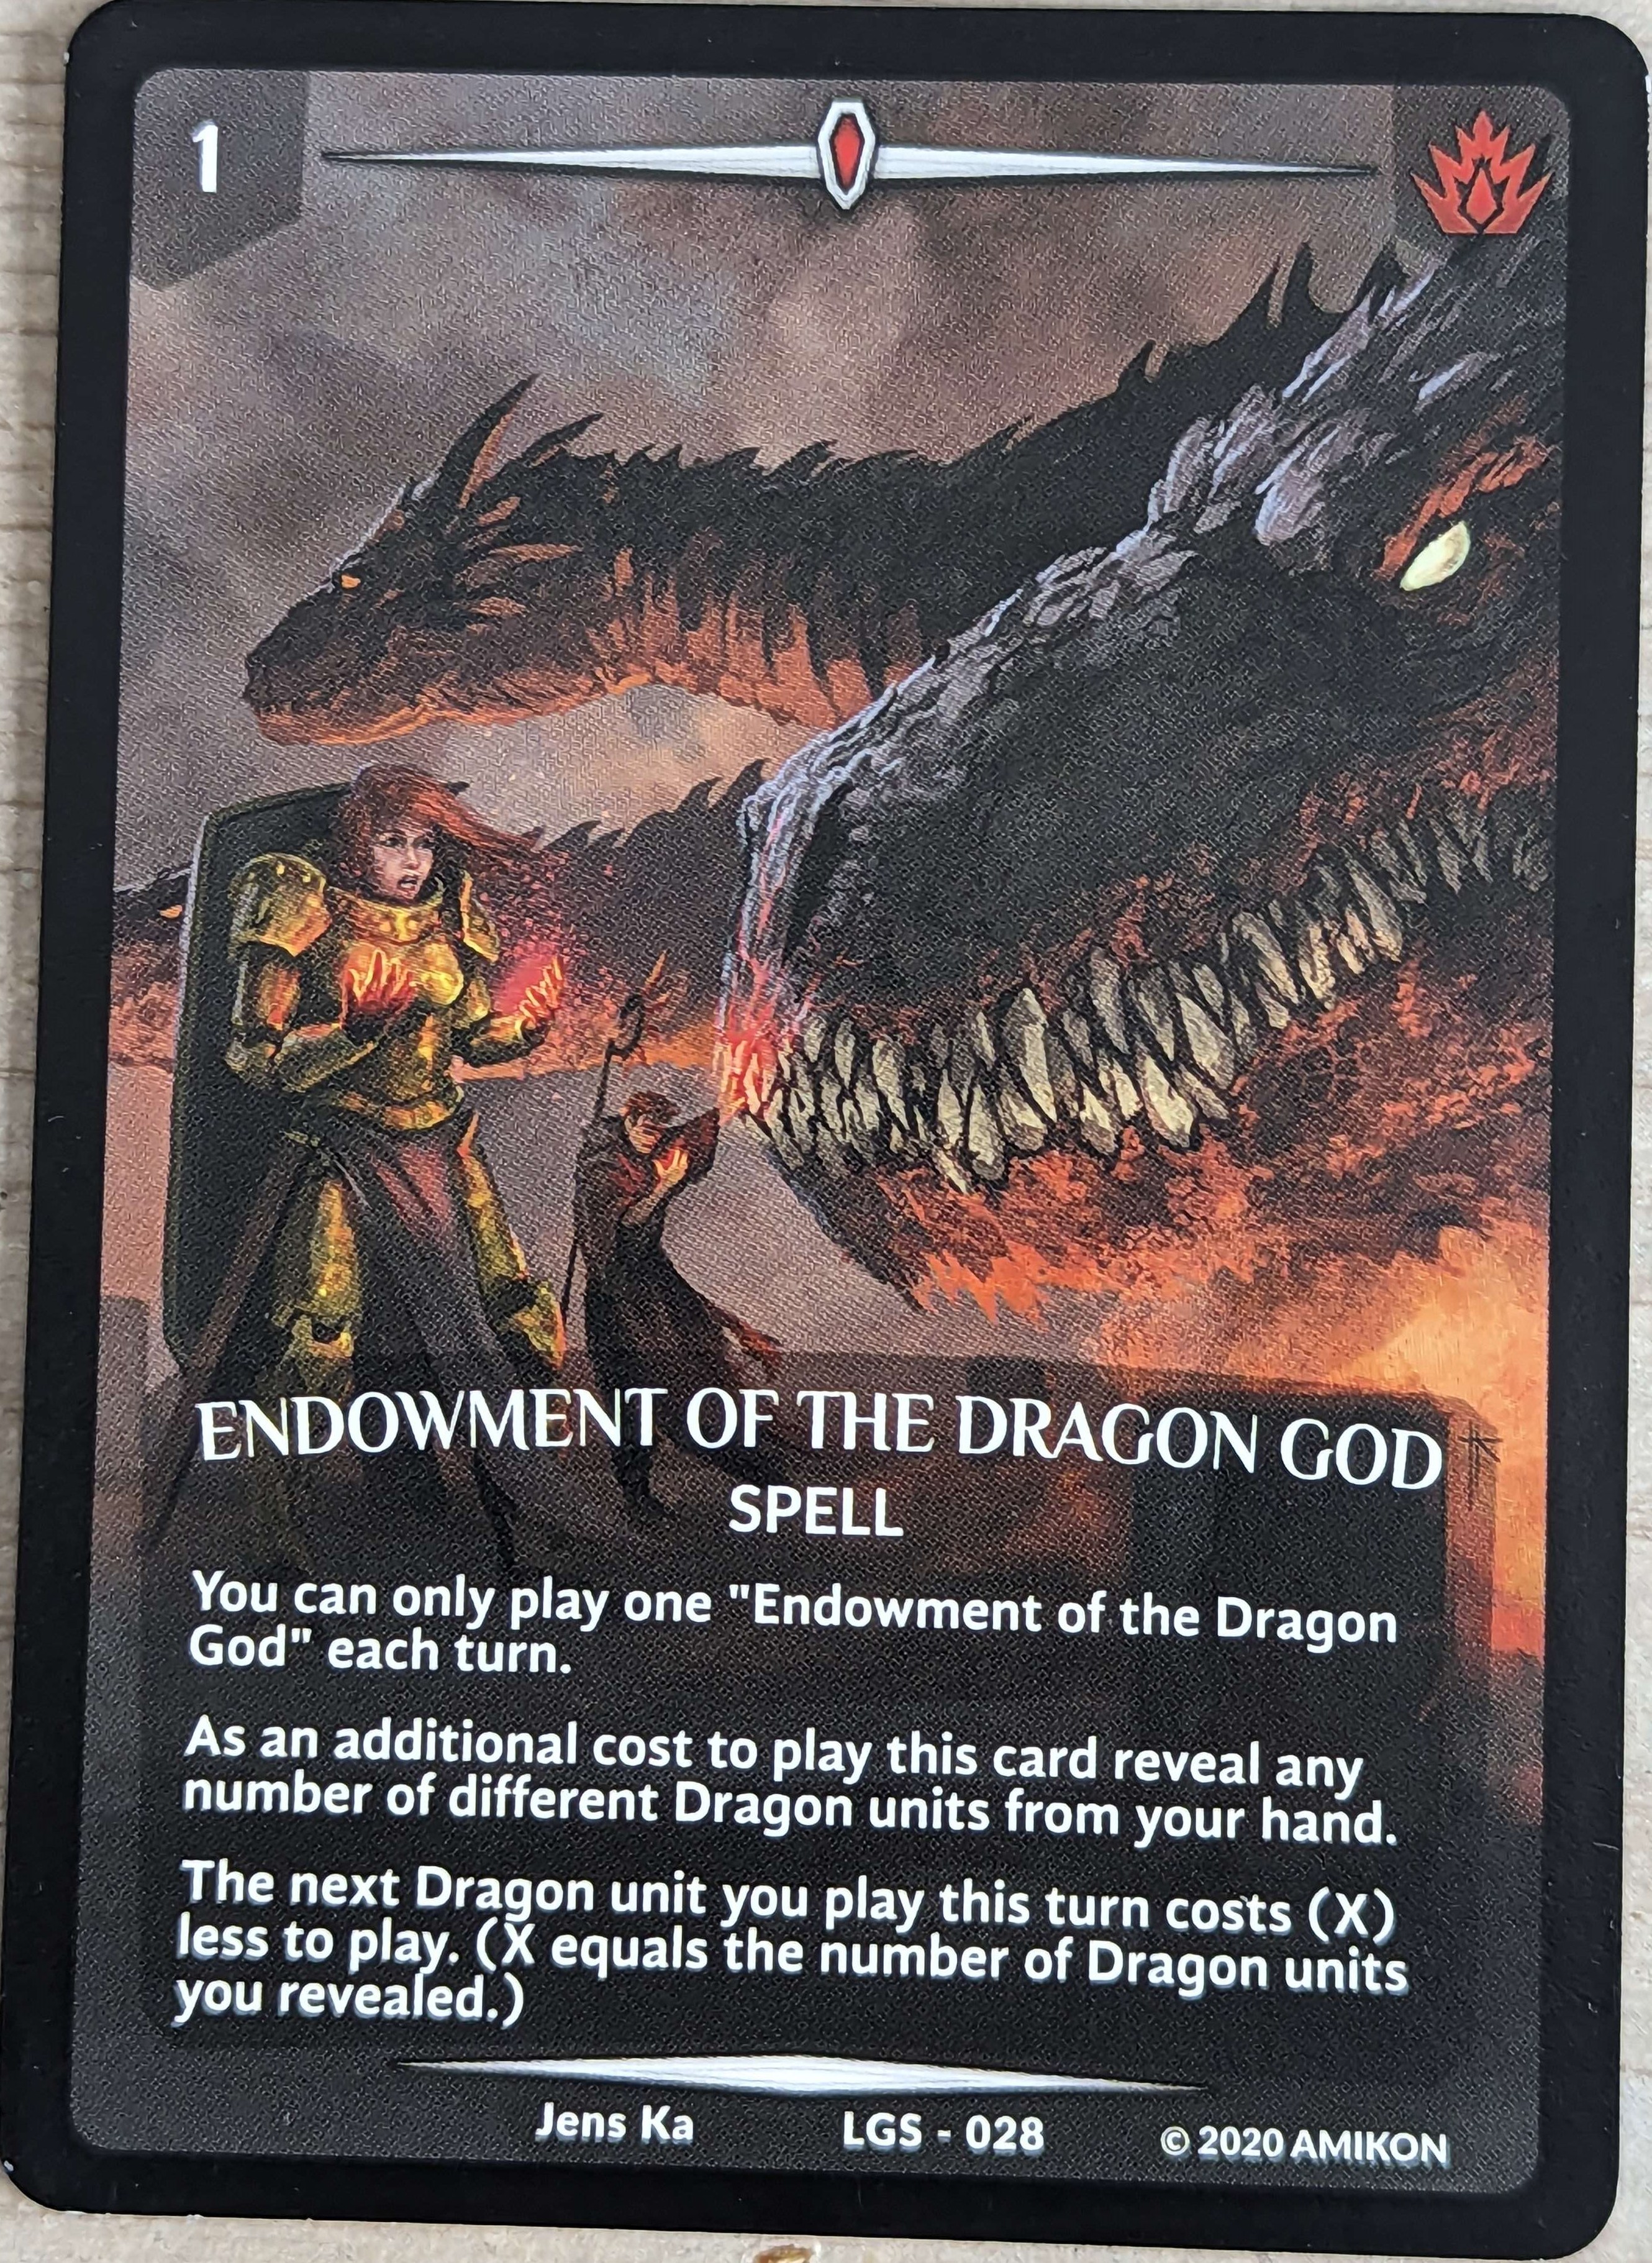 1
ENDOWMENT OF THE DRAGON GOD
SPELL
You can only play one "Endowment of the Dragon
God" each turn.
As an additional cost to play this card reveal any
number of different Dragon units from your hand.
The next Dragon unit you play this turn costs (X)
less to play. (X equals the number of Dragon units
you revealed.)
Jens Ka LGS - 028 © 2020 AMIKON